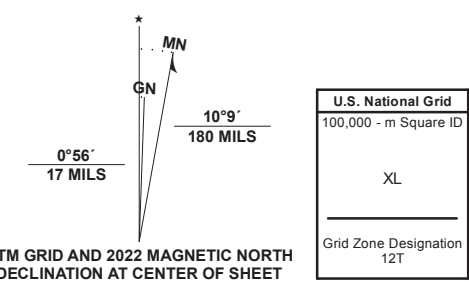 ★
MN
GN
0°56´
17 MILS
10°9´
180 MILS
TM GRID AND 2022 MAGNETIC NORTH
DECLINATION AT CENTER OF SHEET
U.S. National Grid
100,000 - m Square ID
XL
Grid Zone Designation
12T